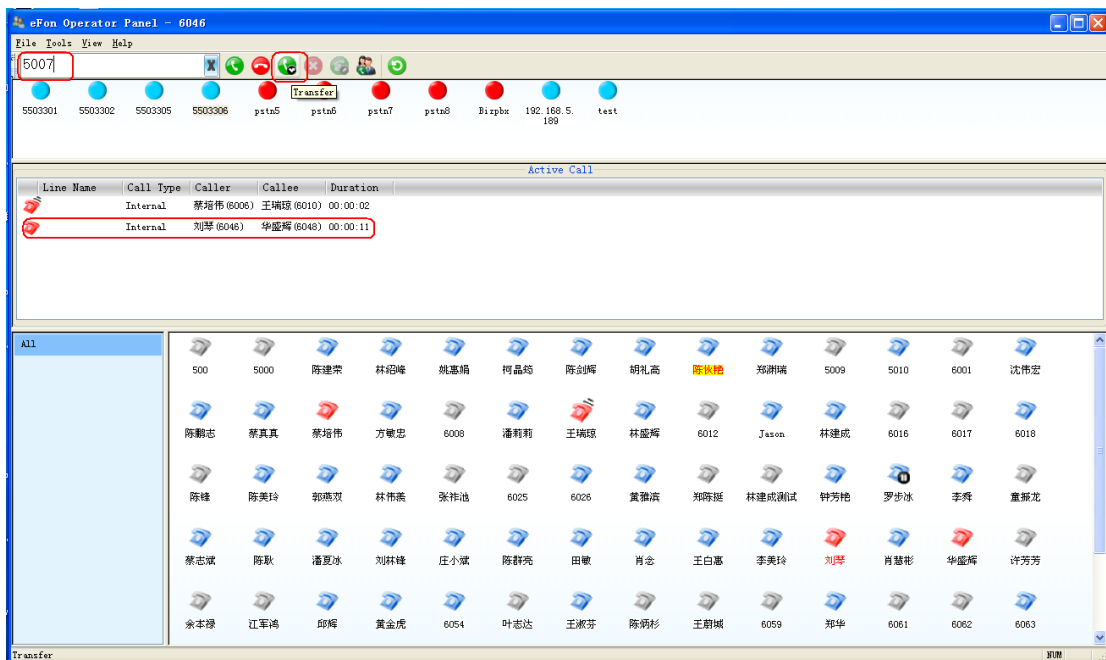 eFon Operator Panel - 6046
File Tools View Help
5007
Transfer
5503301 5503302 5503305 5503306 pstn5 pstn6 pstn7 pstn8 Bizpbx 192.168.5. test
189
Active Call
Line Name Call Type Caller Callee Duration
Internal 蔡培伟(6006) 王瑞琼(6010) 00:00:02
Internal 刘琴(6046) 华盛辉(6048) 00:00:11
All
500 5000 陈建荣 林绍峰 姚惠娟 柯晶筠 陈剑辉 胡礼高 陈伙艳 郑渊瑞 5009 5010 6001 沈伟宏
陈鹏志 蔡真真 蔡培伟 方敏忠 6008 潘莉莉 王瑞琼 林盛辉 6012 Jason 林建成 6016 6017 6018
陈锋 陈美玲 郭燕双 林伟義 张祚池 6025 6026 黄雅滨 郑陈挺 林建成测试 钟芳艳 罗步冰 李舜 童振龙
蔡志斌 陈耿 潘夏冰 刘林锋 庄小斌 陈群亮 田敏 肖念 王白惠 李美玲 刘琴 肖慧彬 华盛辉 许芳芳
余本禄 江军鸿 邱辉 黄金虎 6054 叶志达 王淑芬 陈炳杉 王蔚城 6059 郑华 6061 6062 6063
Transfer NUM